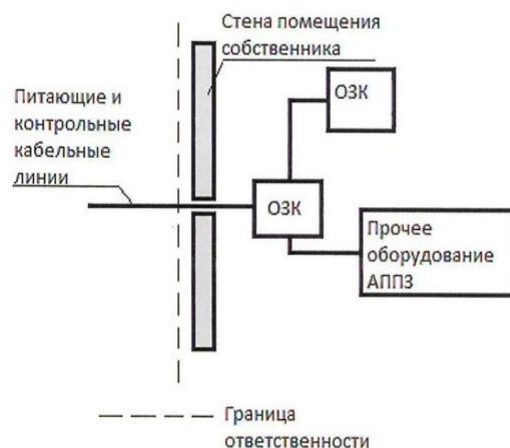 Стена помещения
собственника
Питающие и
контрольные
кабельные
линии
ОЗК
ОЗК
Прочее
оборудование
АППЗ
Граница
ответственности